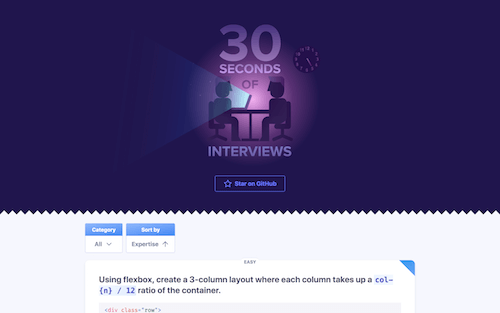 30
SECONDS
OF
INTERVIEWS
Star on GitHub
Category
Sort by
All
Expertise
EASY
Using flexbox, create a 3-column layout where each column takes up a col-
{n} / 12 ratio of the container.
<div class="row">